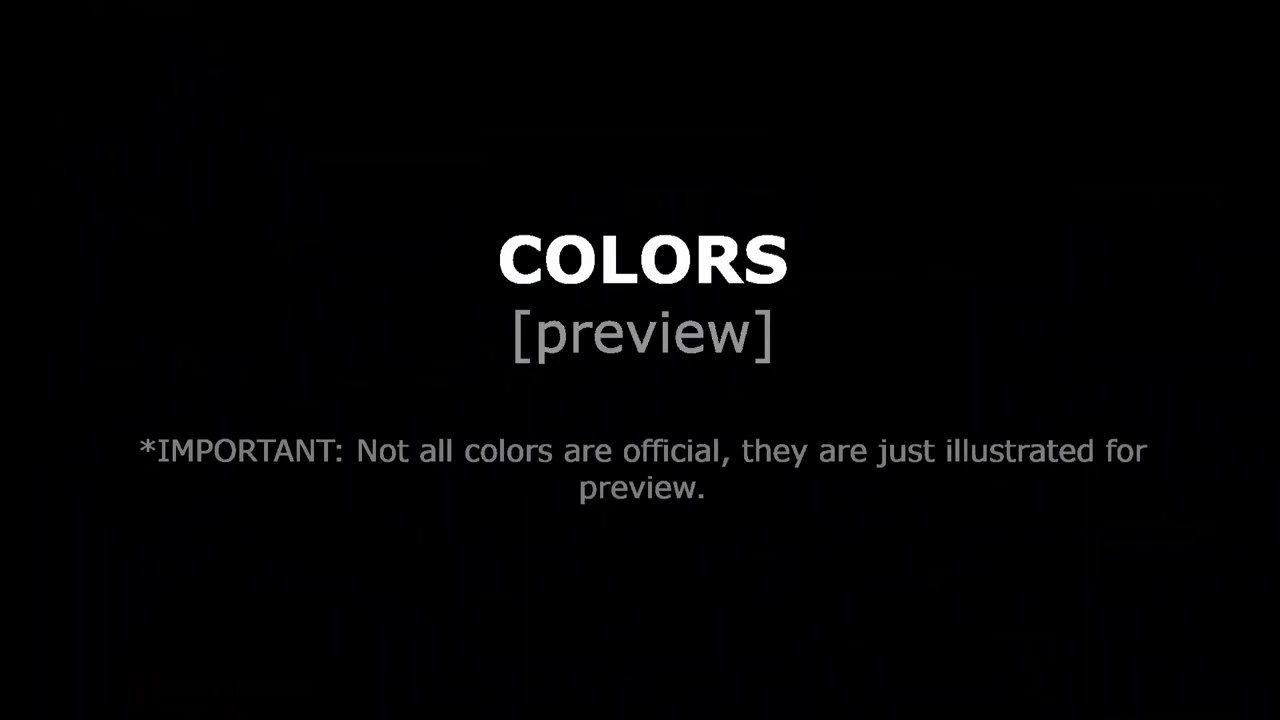 COLORS
[preview]
*IMPORTANT: Not all colors are official, they are just illustrated for
preview.